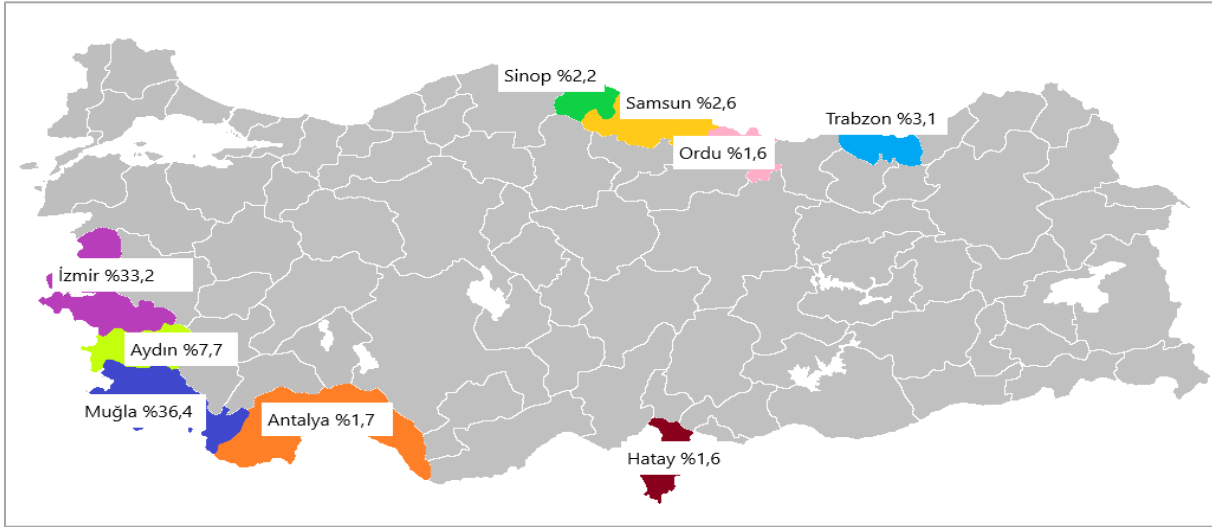 Sinop %2,2
Samsun %2,6
Trabzon %3,1
Ordu %1,6
İzmir %33,2
Aydın %7,7
Muğla %36,4
Antalya %1,7
Hatay %1,6